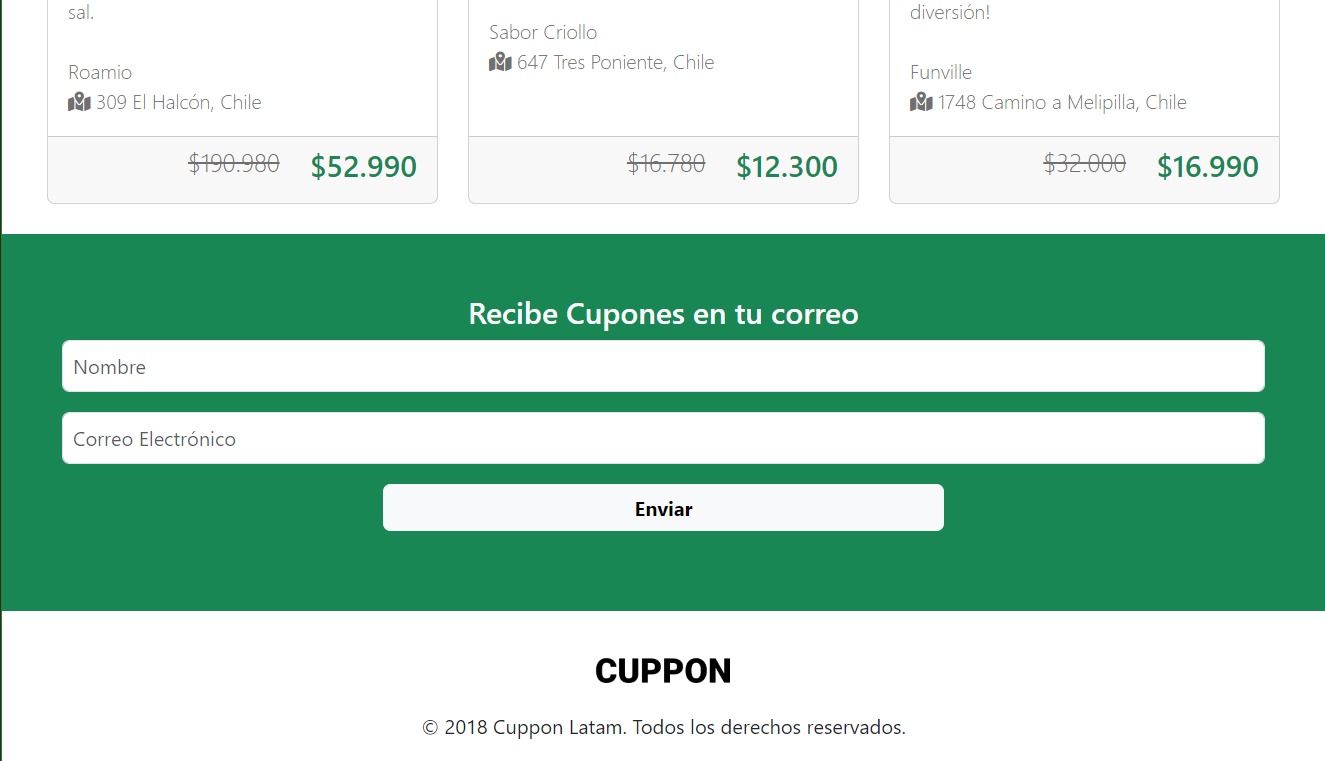 sal.
Roamio
309 El Halcón, Chile
$190.980 $52.990
Sabor Criollo
647 Tres Poniente, Chile
$16.780 $12.300
diversión!
Funville
1748 Camino a Melipilla, Chile
$32.000 $16.990
Recibe Cupones en tu correo
Nombre
Correo Electrónico
Enviar
CUPPON
© 2018 Cuppon Latam. Todos los derechos reservados.